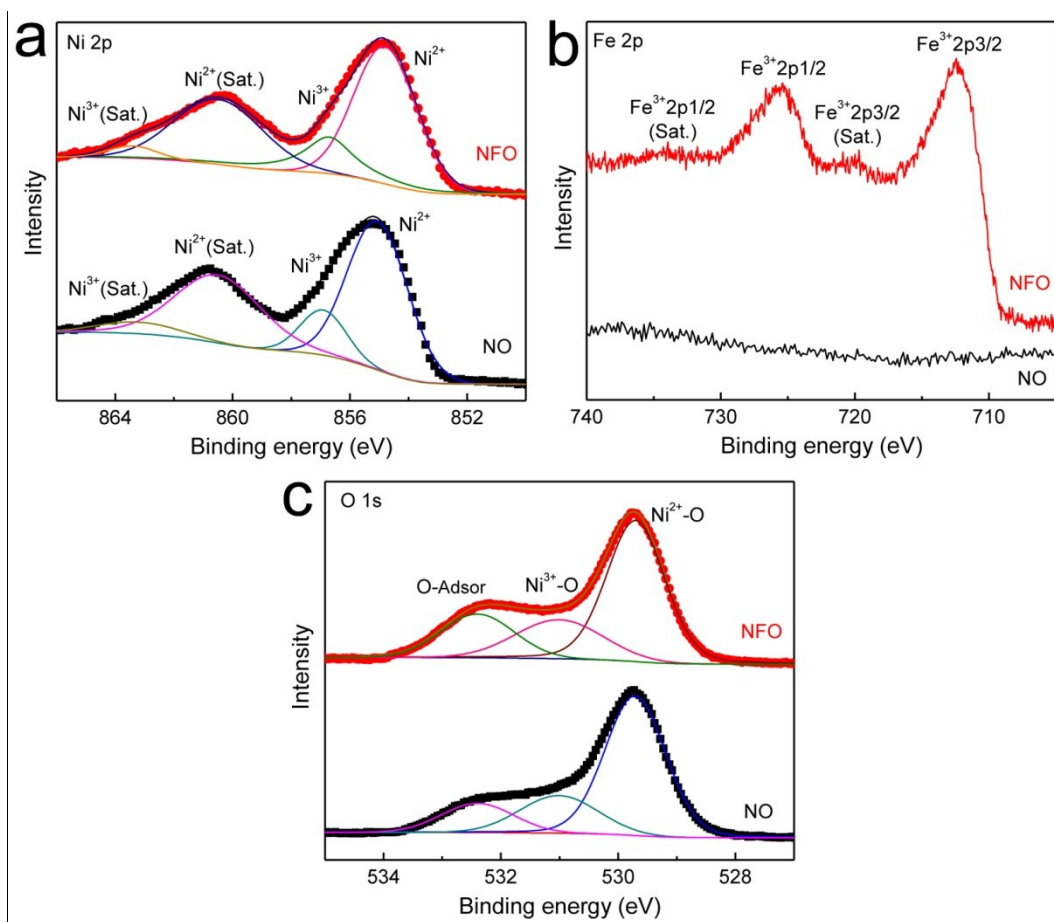 a
Ni 2p
Ni²⁺
Ni²⁺(Sat.)
Ni³⁺
Ni³⁺(Sat.)
NFO
Ni²⁺
Ni²⁺(Sat.)
Ni³⁺
Ni³⁺(Sat.)
NO
Intensity
864 860 856 852
Binding energy (eV)
b
Fe 2p
Fe³⁺2p3/2
Fe³⁺2p1/2
Fe³⁺2p1/2
(Sat.)
Fe³⁺2p3/2
(Sat.)
NFO
NO
Intensity
740 730 720 710
Binding energy (eV)
c
O 1s
Ni²⁺-O
O-Adsor
Ni³⁺-O
NFO
NO
Intensity
534 532 530 528
Binding energy (eV)